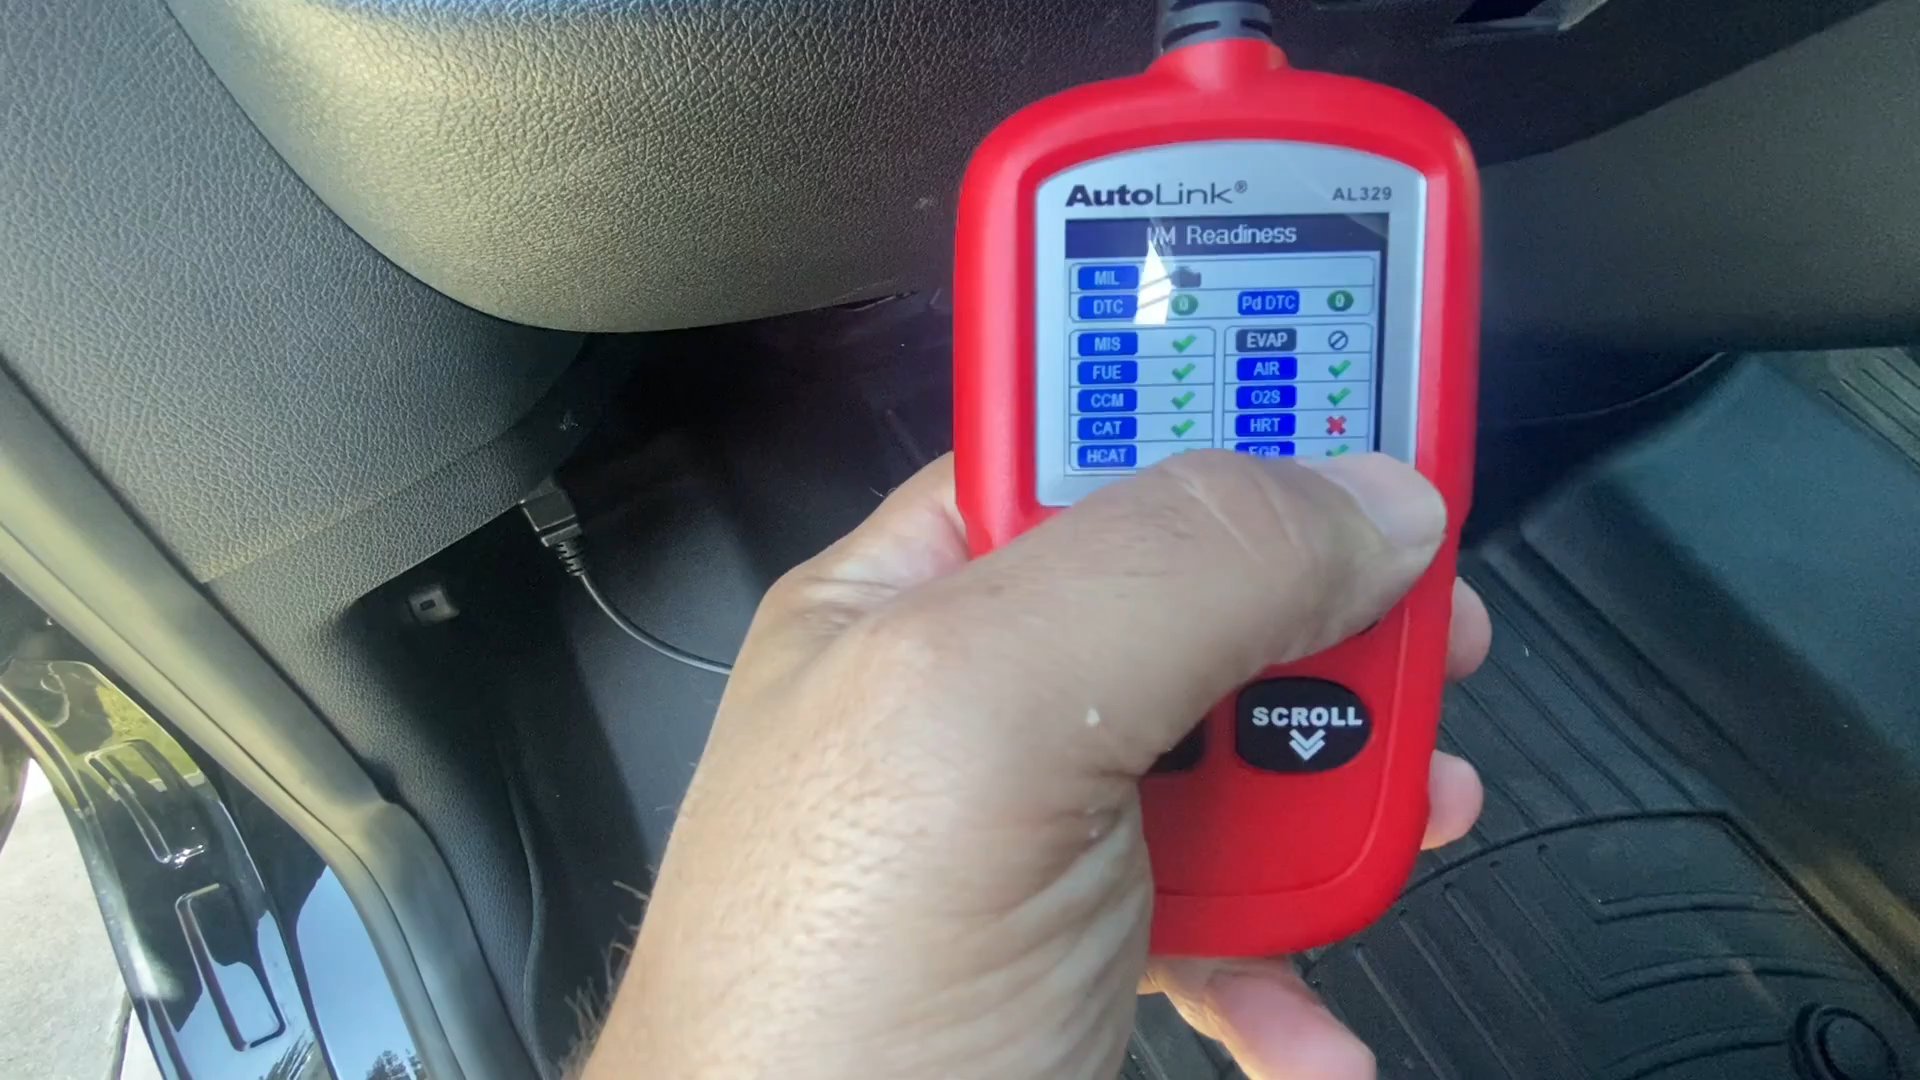 AutoLink® AL329
I/M Readiness
MIL
DTC 0 Pd DTC 0
MIS EVAP
FUE AIR
CCM O2S
CAT HRT
HCAT EGR
SCROLL